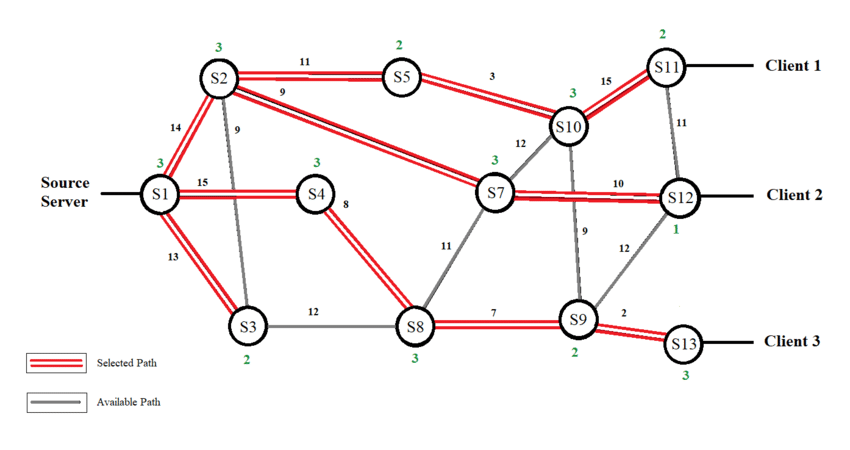 2
Client 1
3
2
11
3
S2
S5
S11
9
3
15
3
S10
14
9
12
11
3
3
3
Source
Server
S1
15
S4
S7
10
S12
Client 2
8
1
13
11
9
12
12
7
2
S3
S8
S9
S13
Client 3
2
3
2
3
Selected Path
Available Path